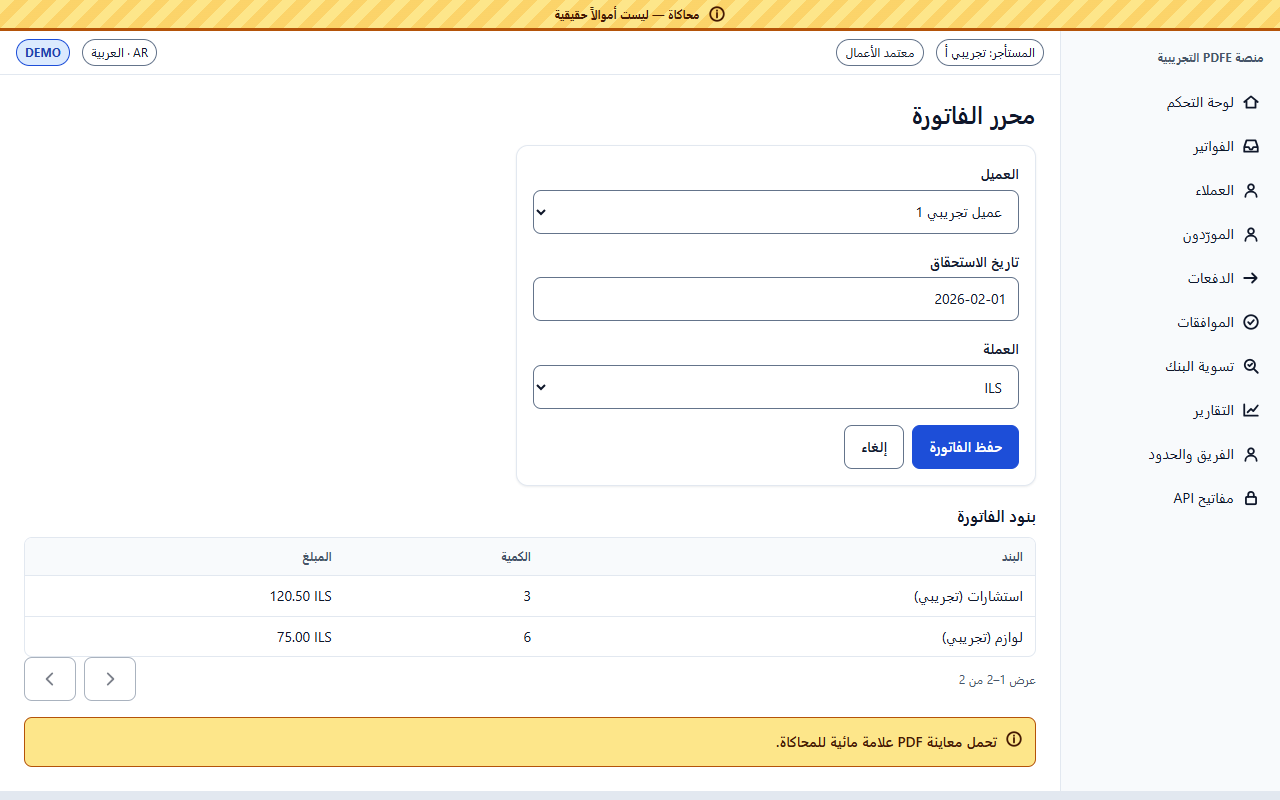 محاكاة — ليست أموالاً حقيقية
منصة PDFE التجريبية
لوحة التحكم
الفواتير
العملاء
المورّدون
الدفعات
الموافقات
تسوية البنك
التقارير
الفريق والحدود
مفاتيح API
المستأجر: تجريبي أ
معتمد الأعمال
AR · العربية
DEMO
محرر الفاتورة
العميل
عميل تجريبي 1
تاريخ الاستحقاق
2026-02-01
العملة
ILS
حفظ الفاتورة
إلغاء
بنود الفاتورة
البند الكمية المبلغ
استشارات (تجريبي) 3 120.50 ILS
لوازم (تجريبي) 6 75.00 ILS
عرض 1–2 من 2
تحمل معاينة PDF علامة مائية للمحاكاة.